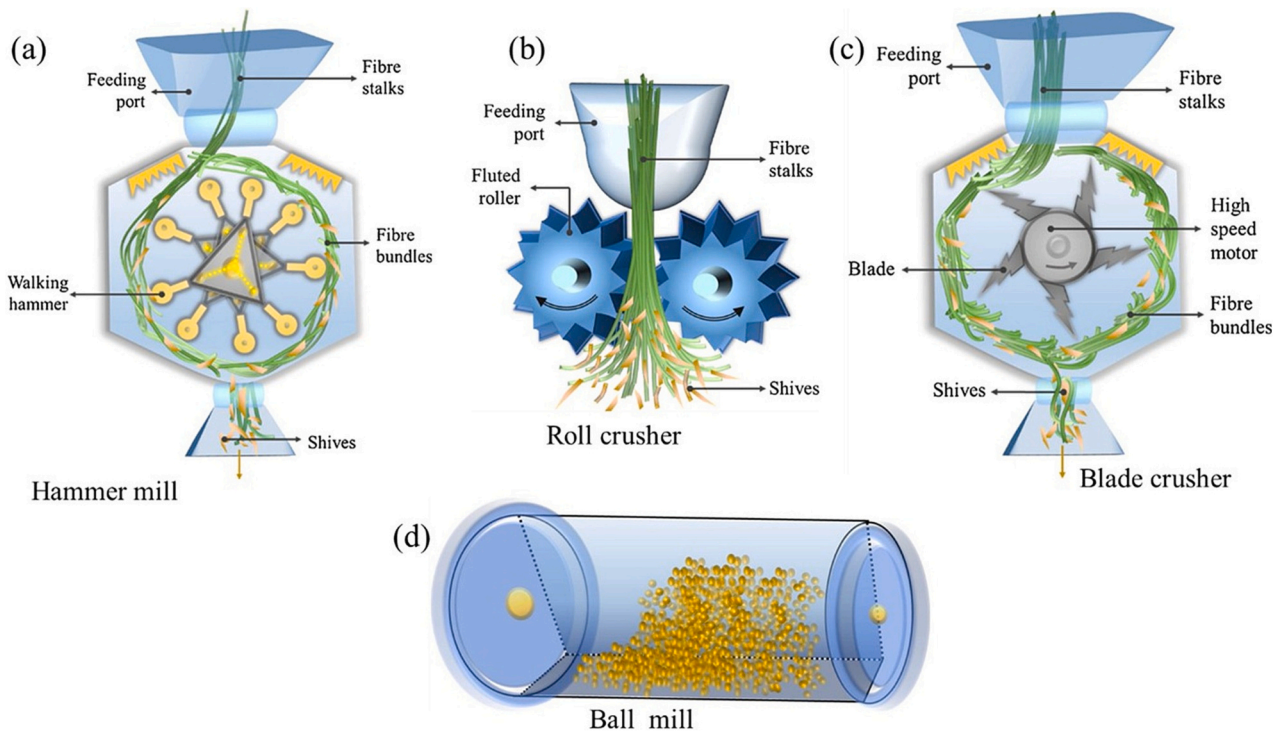 (a)
Feeding
port
Fibre
stalks
Walking
hammer
Fibre
bundles
Shives
Hammer mill
(b)
Feeding
port
Fibre
stalks
Fluted
roller
Shives
Roll crusher
(c)
Feeding
port
Fibre
stalks
High
speed
motor
Blade
Fibre
bundles
Shives
Blade crusher
(d)
Ball mill